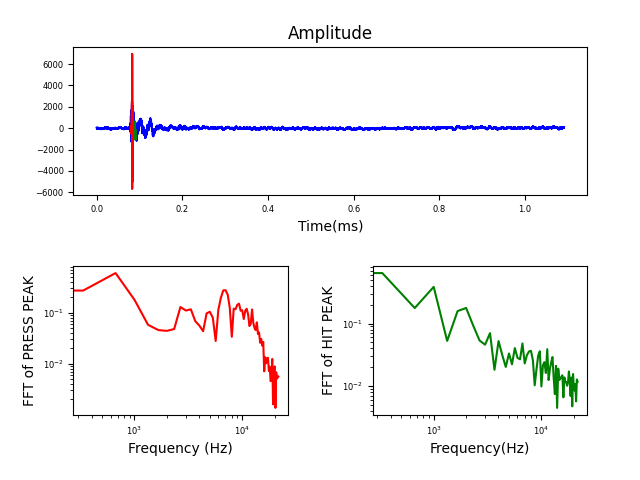 Amplitude
6000
4000
2000
0
−2000
−4000
−6000
0.0 0.2 0.4 0.6 0.8 1.0
Time(ms)
FFT of PRESS PEAK
10⁻¹
10⁻²
10³ 10⁴
Frequency (Hz)
FFT of HIT PEAK
10⁻¹
10⁻²
10³ 10⁴
Frequency(Hz)